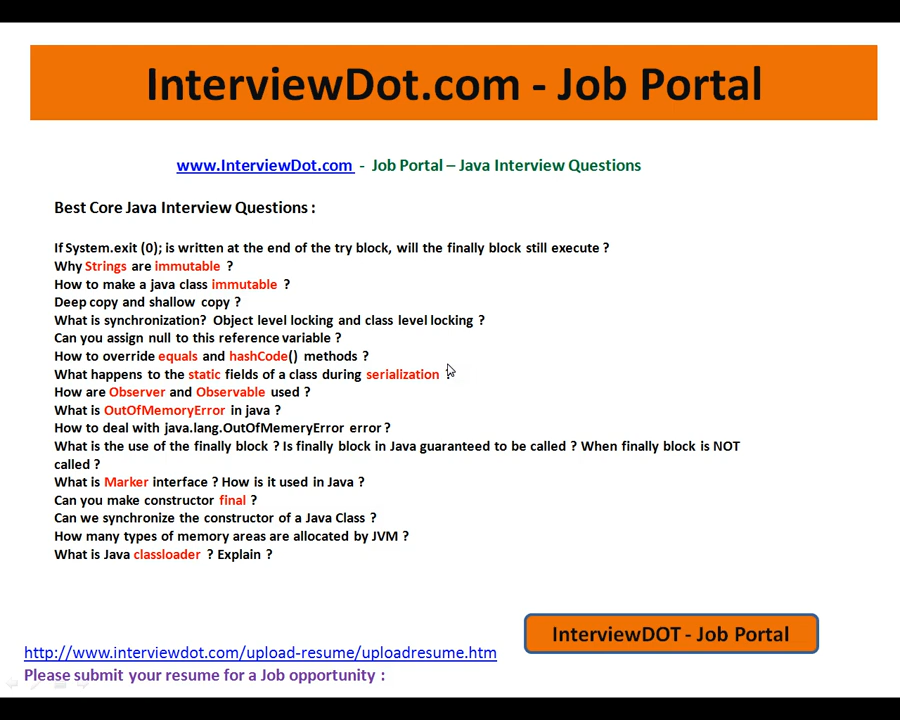 InterviewDot.com - Job Portal
www.InterviewDot.com - Job Portal – Java Interview Questions
Best Core Java Interview Questions :
If System.exit (0); is written at the end of the try block, will the finally block still execute ?
Why Strings are immutable ?
How to make a java class immutable ?
Deep copy and shallow copy ?
What is synchronization? Object level locking and class level locking ?
Can you assign null to this reference variable ?
How to override equals and hashCode() methods ?
What happens to the static fields of a class during serialization ?
How are Observer and Observable used ?
What is OutOfMemoryError in java ?
How to deal with java.lang.OutOfMemeryError error ?
What is the use of the finally block ? Is finally block in Java guaranteed to be called ? When finally block is NOT
called ?
What is Marker interface ? How is it used in Java ?
Can you make constructor final ?
Can we synchronize the constructor of a Java Class ?
How many types of memory areas are allocated by JVM ?
What is Java classloader ? Explain ?
InterviewDOT - Job Portal
http://www.interviewdot.com/upload-resume/uploadresume.htm
Please submit your resume for a Job opportunity :